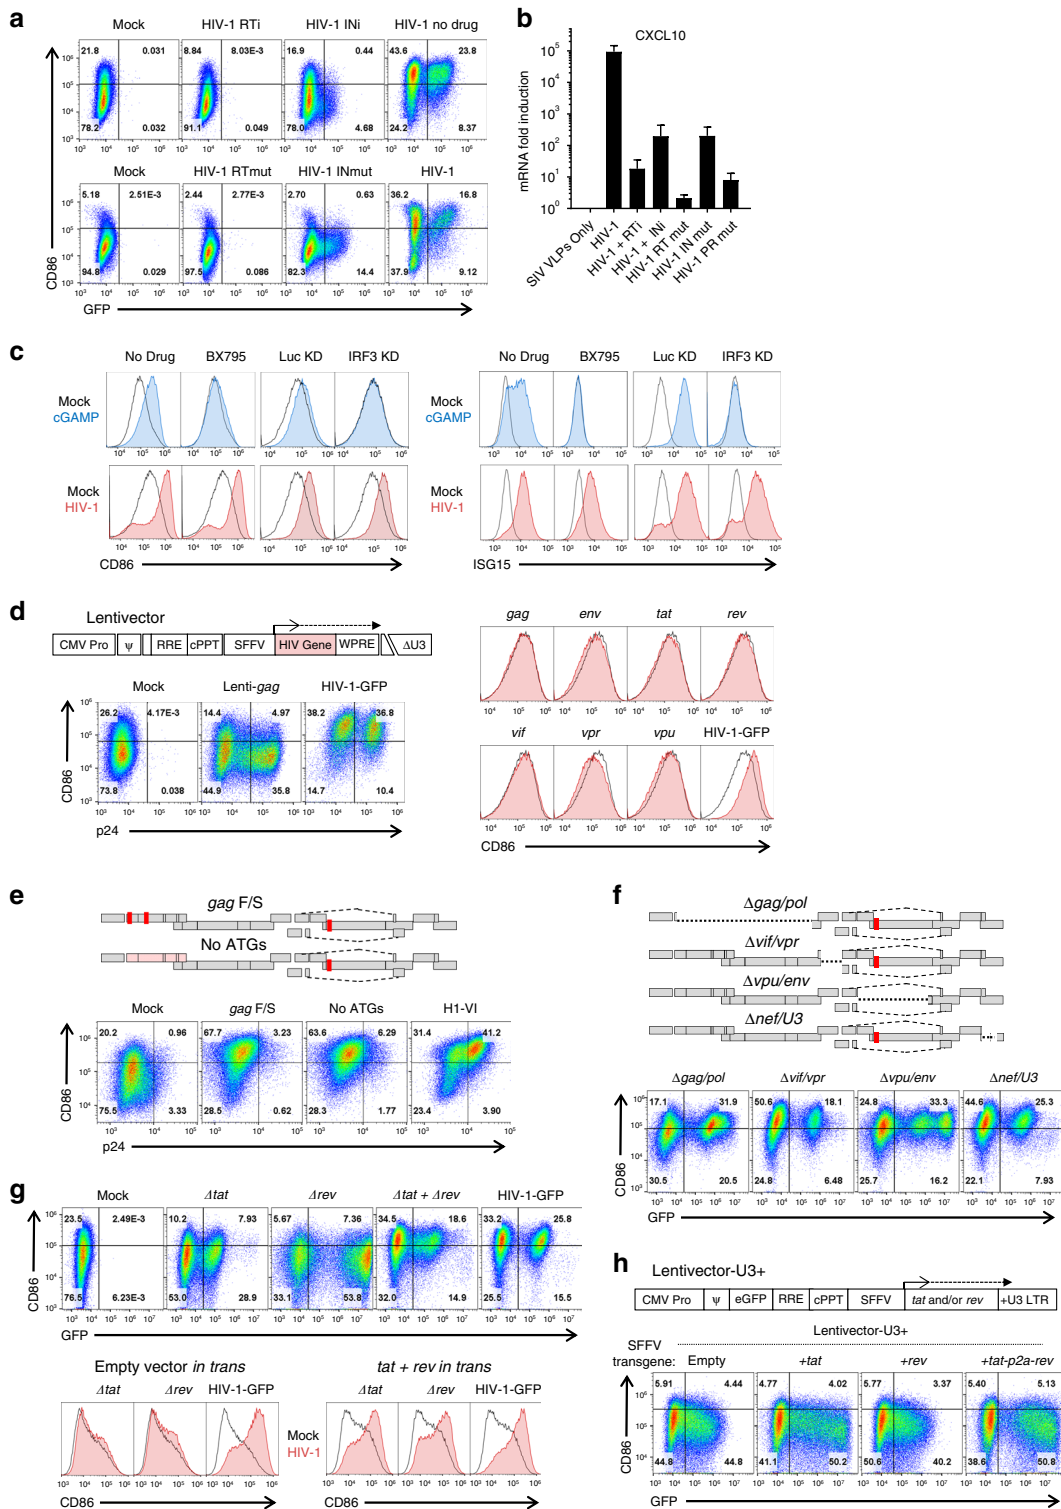 a
Mock HIV-1 RTi HIV-1 INi HIV-1 no drug
21.8 0.031 8.84 8.03E-3 16.9 0.44 43.6 23.8
78.2 0.032 91.1 0.049 78.0 4.68 24.2 8.37
Mock HIV-1 RTmut HIV-1 INmut HIV-1
5.18 2.51E-3 2.44 2.77E-3 2.70 0.63 36.2 16.8
94.8 0.029 97.5 0.086 82.3 14.4 37.9 9.12
CD86
GFP
b
CXCL10
mRNA fold induction
10⁵
10⁴
10³
10²
10¹
10⁰
SIV VLPs Only
HIV-1
HIV-1 + RTi
HIV-1 + INi
HIV-1 RT mut
HIV-1 IN mut
HIV-1 PR mut
c
No Drug BX795 Luc KD IRF3 KD
Mock
cGAMP
Mock
HIV-1
CD86
No Drug BX795 Luc KD IRF3 KD
Mock
cGAMP
Mock
HIV-1
ISG15
d
Lentivector
CMV Pro ψ RRE cPPT SFFV HIV Gene WPRE ΔU3
Mock Lenti-gag HIV-1-GFP
26.2 4.17E-3 14.4 4.97 38.2 36.8
73.8 0.038 44.9 35.8 14.7 10.4
CD86
p24
gag env tat rev
vif vpr vpu HIV-1-GFP
CD86
e
gag F/S
No ATGs
Mock gag F/S No ATGs H1-VI
20.2 0.96 67.7 3.23 63.6 6.29 31.4 41.2
75.5 3.33 28.5 0.62 28.3 1.77 23.4 3.90
CD86
p24
f
Δgag/pol
Δvif/vpr
Δvpu/env
Δnef/U3
Δgag/pol Δvif/vpr Δvpu/env Δnef/U3
17.1 31.9 50.6 18.1 24.8 33.3 44.6 25.3
30.5 20.5 24.8 6.48 25.7 16.2 22.1 7.93
CD86
GFP
g
Mock Δtat Δrev Δtat + Δrev HIV-1-GFP
23.5 2.49E-3 10.2 7.93 5.67 7.36 34.5 18.6 33.2 25.8
76.5 6.23E-3 53.0 28.9 33.1 53.8 32.0 14.9 25.5 15.5
CD86
GFP
Empty vector in trans
Δtat Δrev HIV-1-GFP
CD86
tat + rev in trans
Δtat Δrev HIV-1-GFP
Mock
HIV-1
CD86
h
Lentivector-U3+
CMV Pro ψ eGFP RRE cPPT SFFV tat and/or rev +U3 LTR
Lentivector-U3+
SFFV
transgene: Empty +tat +rev +tat-p2a-rev
5.91 4.44 4.77 4.02 5.77 3.37 5.40 5.13
44.8 44.8 41.1 50.2 50.6 40.2 38.6 50.8
CD86
GFP